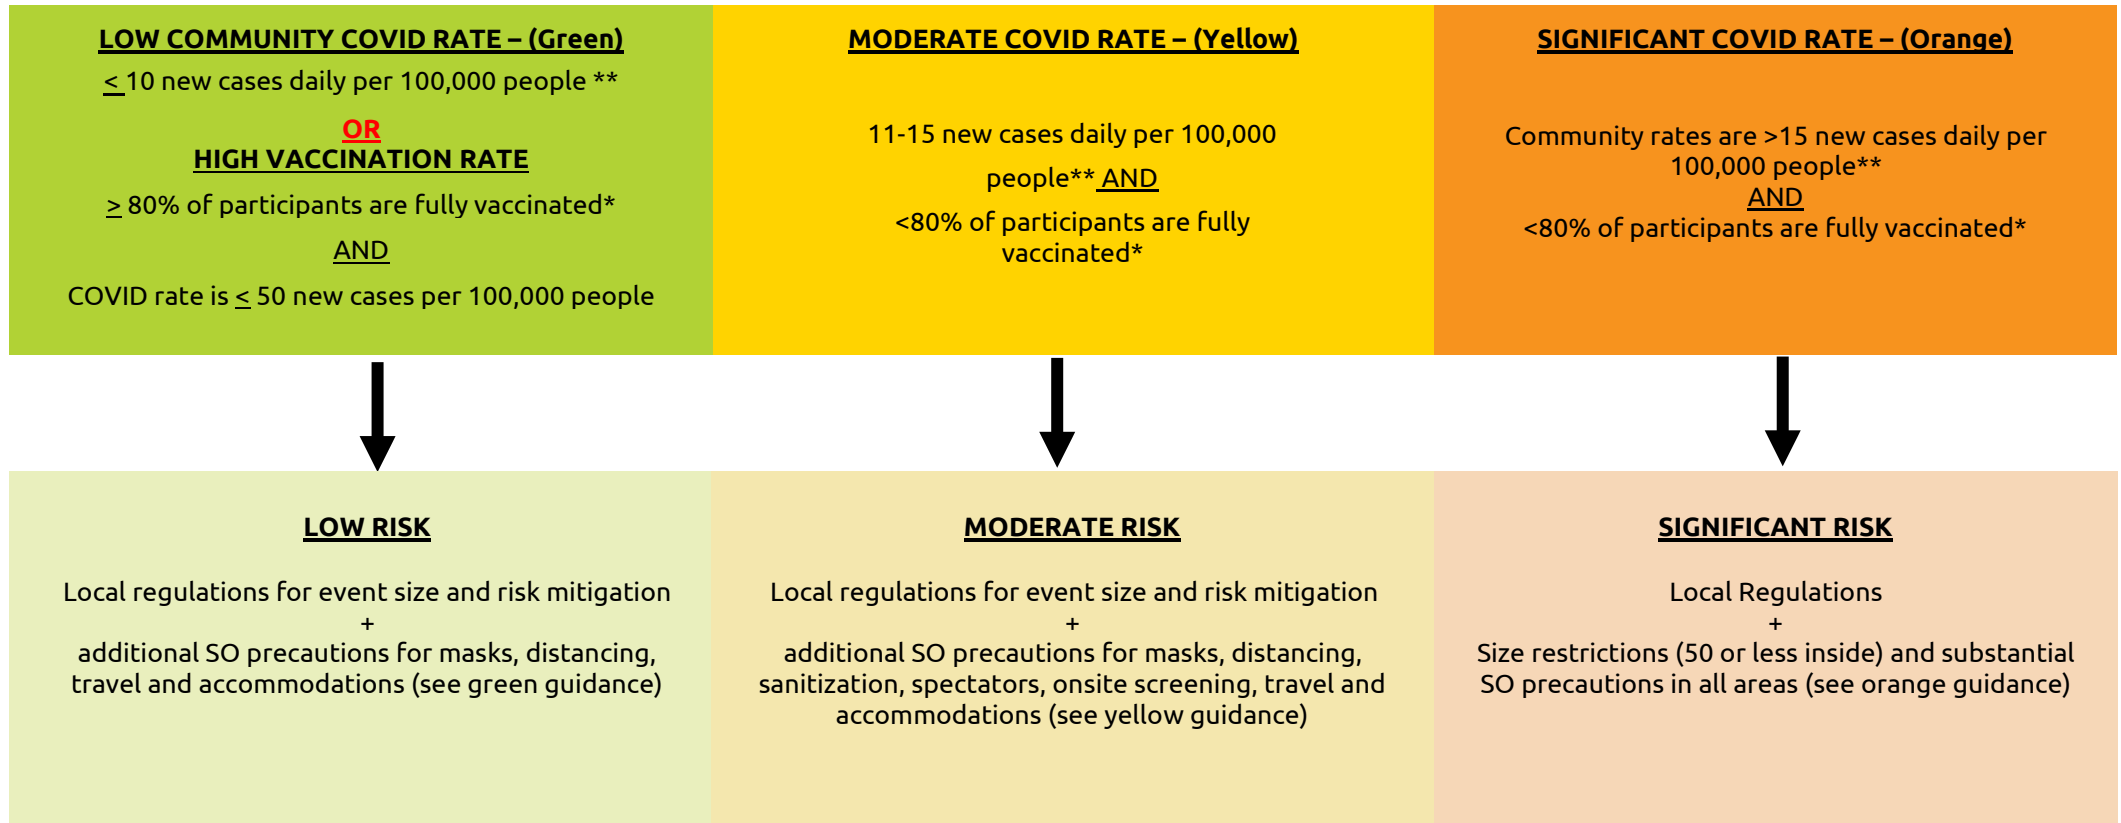 LOW COMMUNITY COVID RATE – (Green)
≤ 10 new cases daily per 100,000 people **
OR
HIGH VACCINATION RATE
≥ 80% of participants are fully vaccinated*
AND
COVID rate is ≤ 50 new cases per 100,000 people
MODERATE COVID RATE – (Yellow)
11-15 new cases daily per 100,000
people** AND
<80% of participants are fully
vaccinated*
SIGNIFICANT COVID RATE – (Orange)
Community rates are >15 new cases daily per
100,000 people**
AND
<80% of participants are fully vaccinated*
LOW RISK
Local regulations for event size and risk mitigation
+
additional SO precautions for masks, distancing,
travel and accommodations (see green guidance)
MODERATE RISK
Local regulations for event size and risk mitigation
+
additional SO precautions for masks, distancing,
sanitization, spectators, onsite screening, travel and
accommodations (see yellow guidance)
SIGNIFICANT RISK
Local Regulations
+
Size restrictions (50 or less inside) and substantial
SO precautions in all areas (see orange guidance)